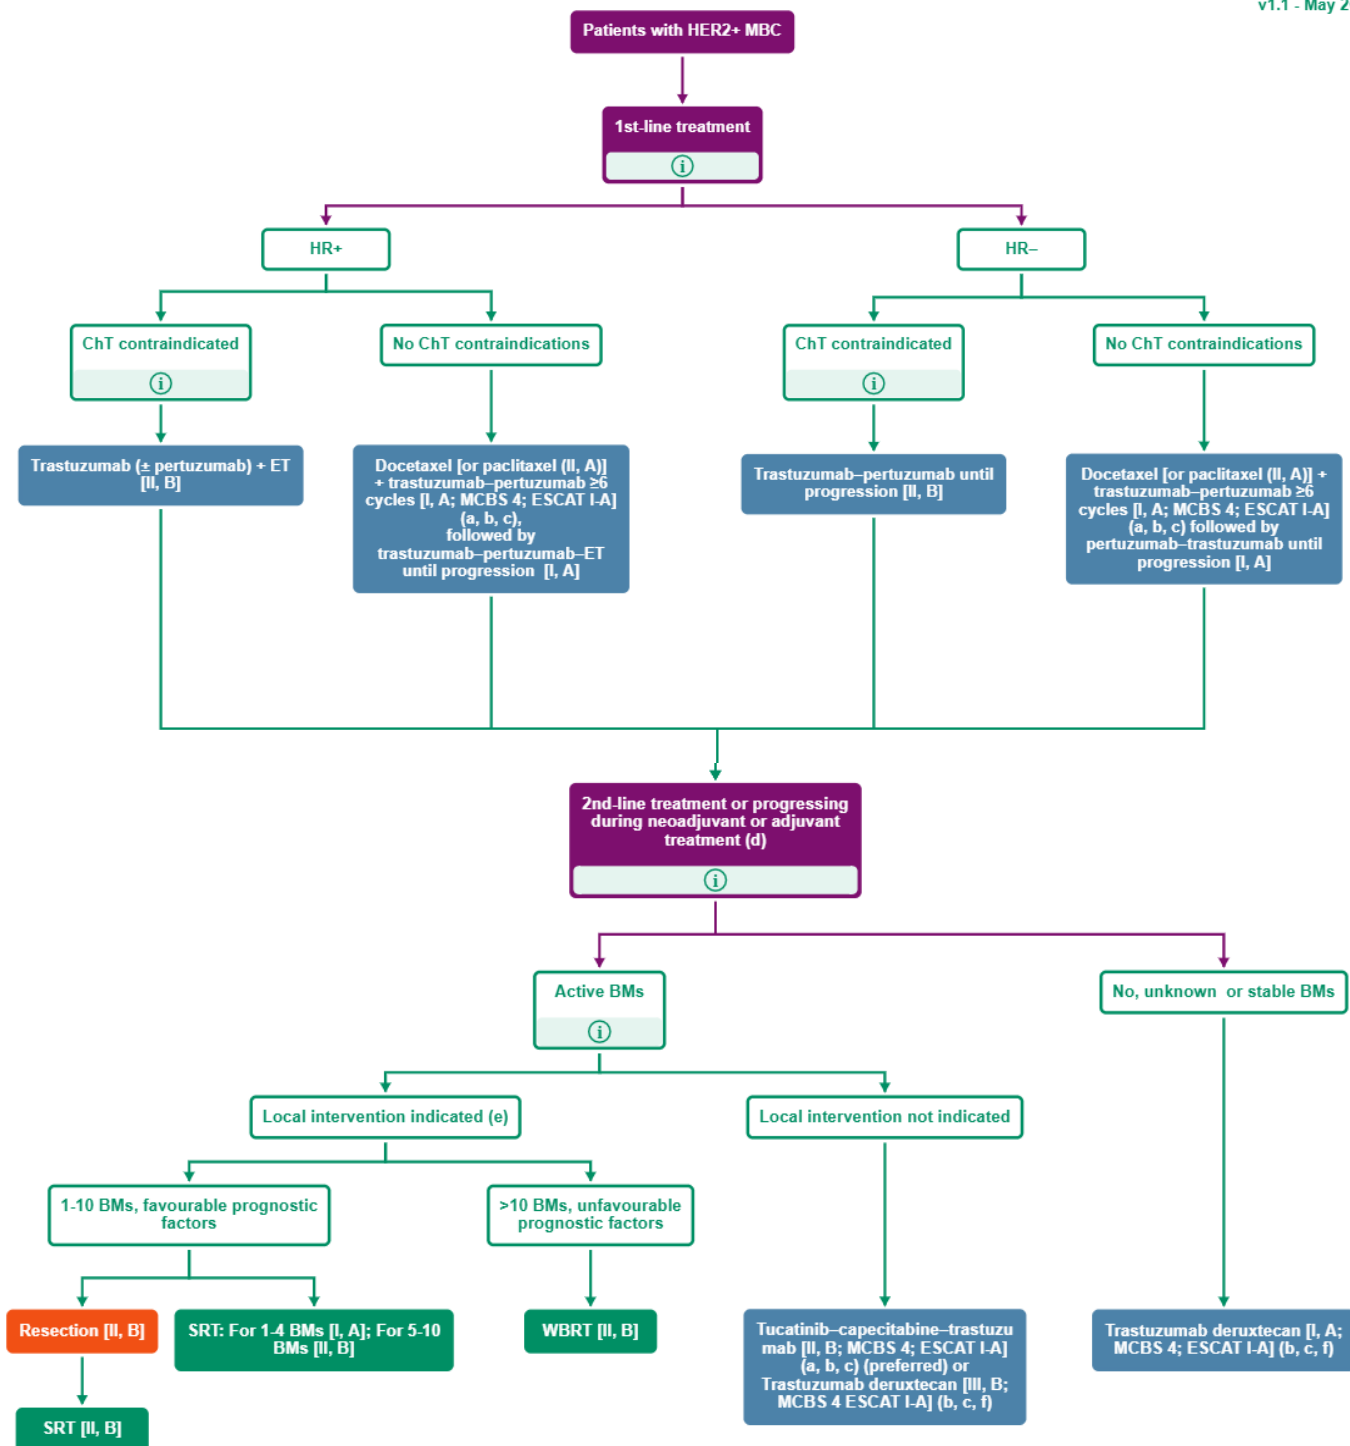 v1.1 - May 2
Patients with HER2+ MBC
1st-line treatment
i
HR+
HR–
ChT contraindicated
i
No ChT contraindications
ChT contraindicated
i
No ChT contraindications
Trastuzumab (± pertuzumab) + ET
[II, B]
Docetaxel [or paclitaxel (II, A)]
+ trastuzumab–pertuzumab ≥6
cycles [I, A; MCBS 4; ESCAT I-A]
(a, b, c),
followed by
trastuzumab–pertuzumab–ET
until progression [I, A]
Trastuzumab–pertuzumab until
progression [II, B]
Docetaxel [or paclitaxel (II, A)] +
trastuzumab–pertuzumab ≥6
cycles [I, A; MCBS 4; ESCAT I-A]
(a, b, c) followed by
pertuzumab–trastuzumab until
progression [I, A]
2nd-line treatment or progressing
during neoadjuvant or adjuvant
treatment (d)
i
Active BMs
i
No, unknown or stable BMs
Local intervention indicated (e)
Local intervention not indicated
1-10 BMs, favourable prognostic
factors
>10 BMs, unfavourable
prognostic factors
Resection [II, B]
SRT: For 1-4 BMs [I, A]; For 5-10
BMs [II, B]
WBRT [II, B]
Tucatinib–capecitabine–trastuzu
mab [II, B; MCBS 4; ESCAT I-A]
(a, b, c) (preferred) or
Trastuzumab deruxtecan [III, B;
MCBS 4 ESCAT I-A] (b, c, f)
Trastuzumab deruxtecan [I, A;
MCBS 4; ESCAT I-A] (b, c, f)
SRT [II, B]